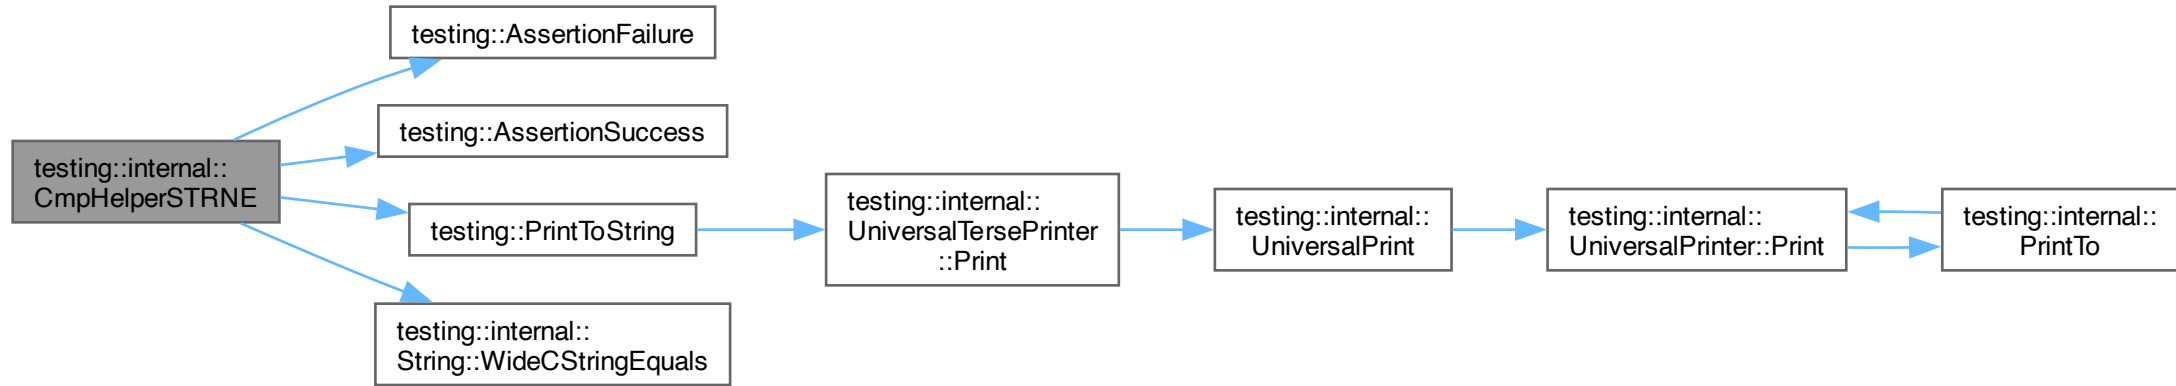 testing::AssertionFailure
testing::AssertionSuccess
testing::internal::
CmpHelperSTRNE
testing::PrintToString
testing::internal::
String::WideCStringEquals
testing::internal::
UniversalTersePrinter
::Print
testing::internal::
UniversalPrint
testing::internal::
UniversalPrinter::Print
testing::internal::
PrintTo